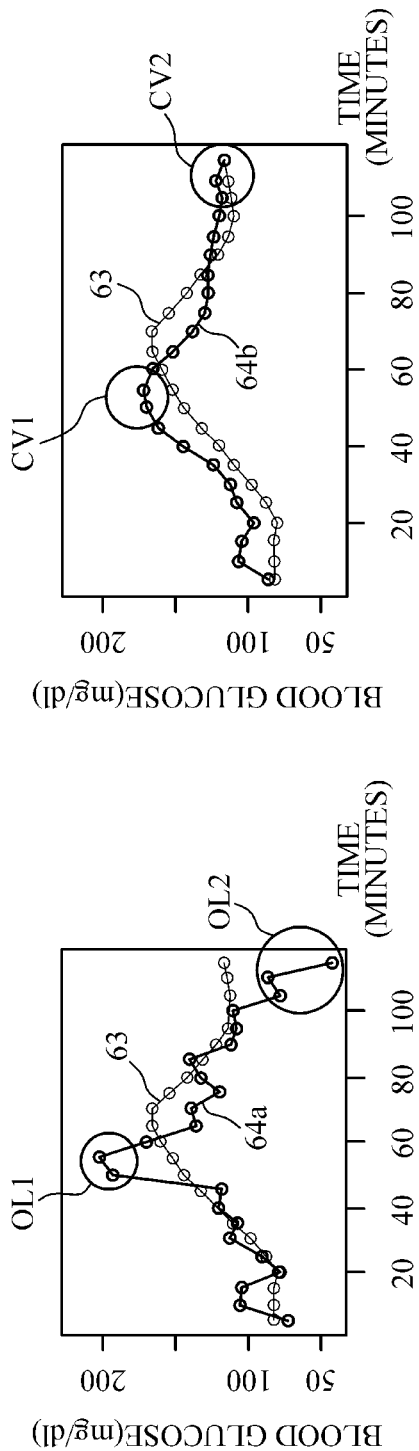 CV1
63
CV2
200
100
50
BLOOD GLUCOSE(mg/dl)
64b
20
40
60
80
100
TIME
(MINUTES)
OL1
63
OL2
200
100
50
BLOOD GLUCOSE(mg/dl)
64a
20
40
60
80
100
TIME
(MINUTES)